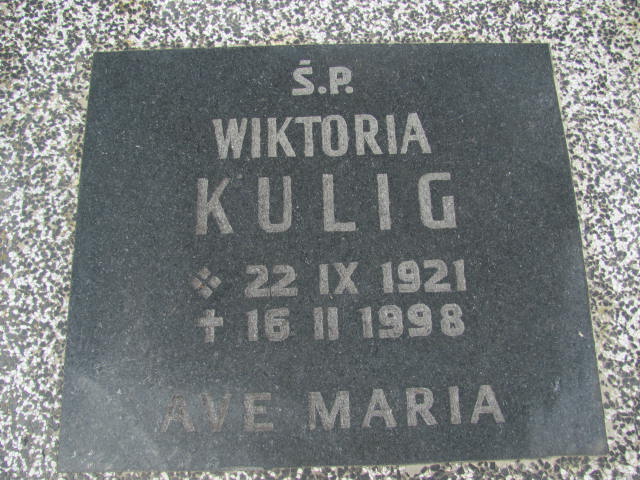 Ś.P.
WIKTORIA
KULIG
22 IX 1921
✝ 16 II 1998
AVE MARIA